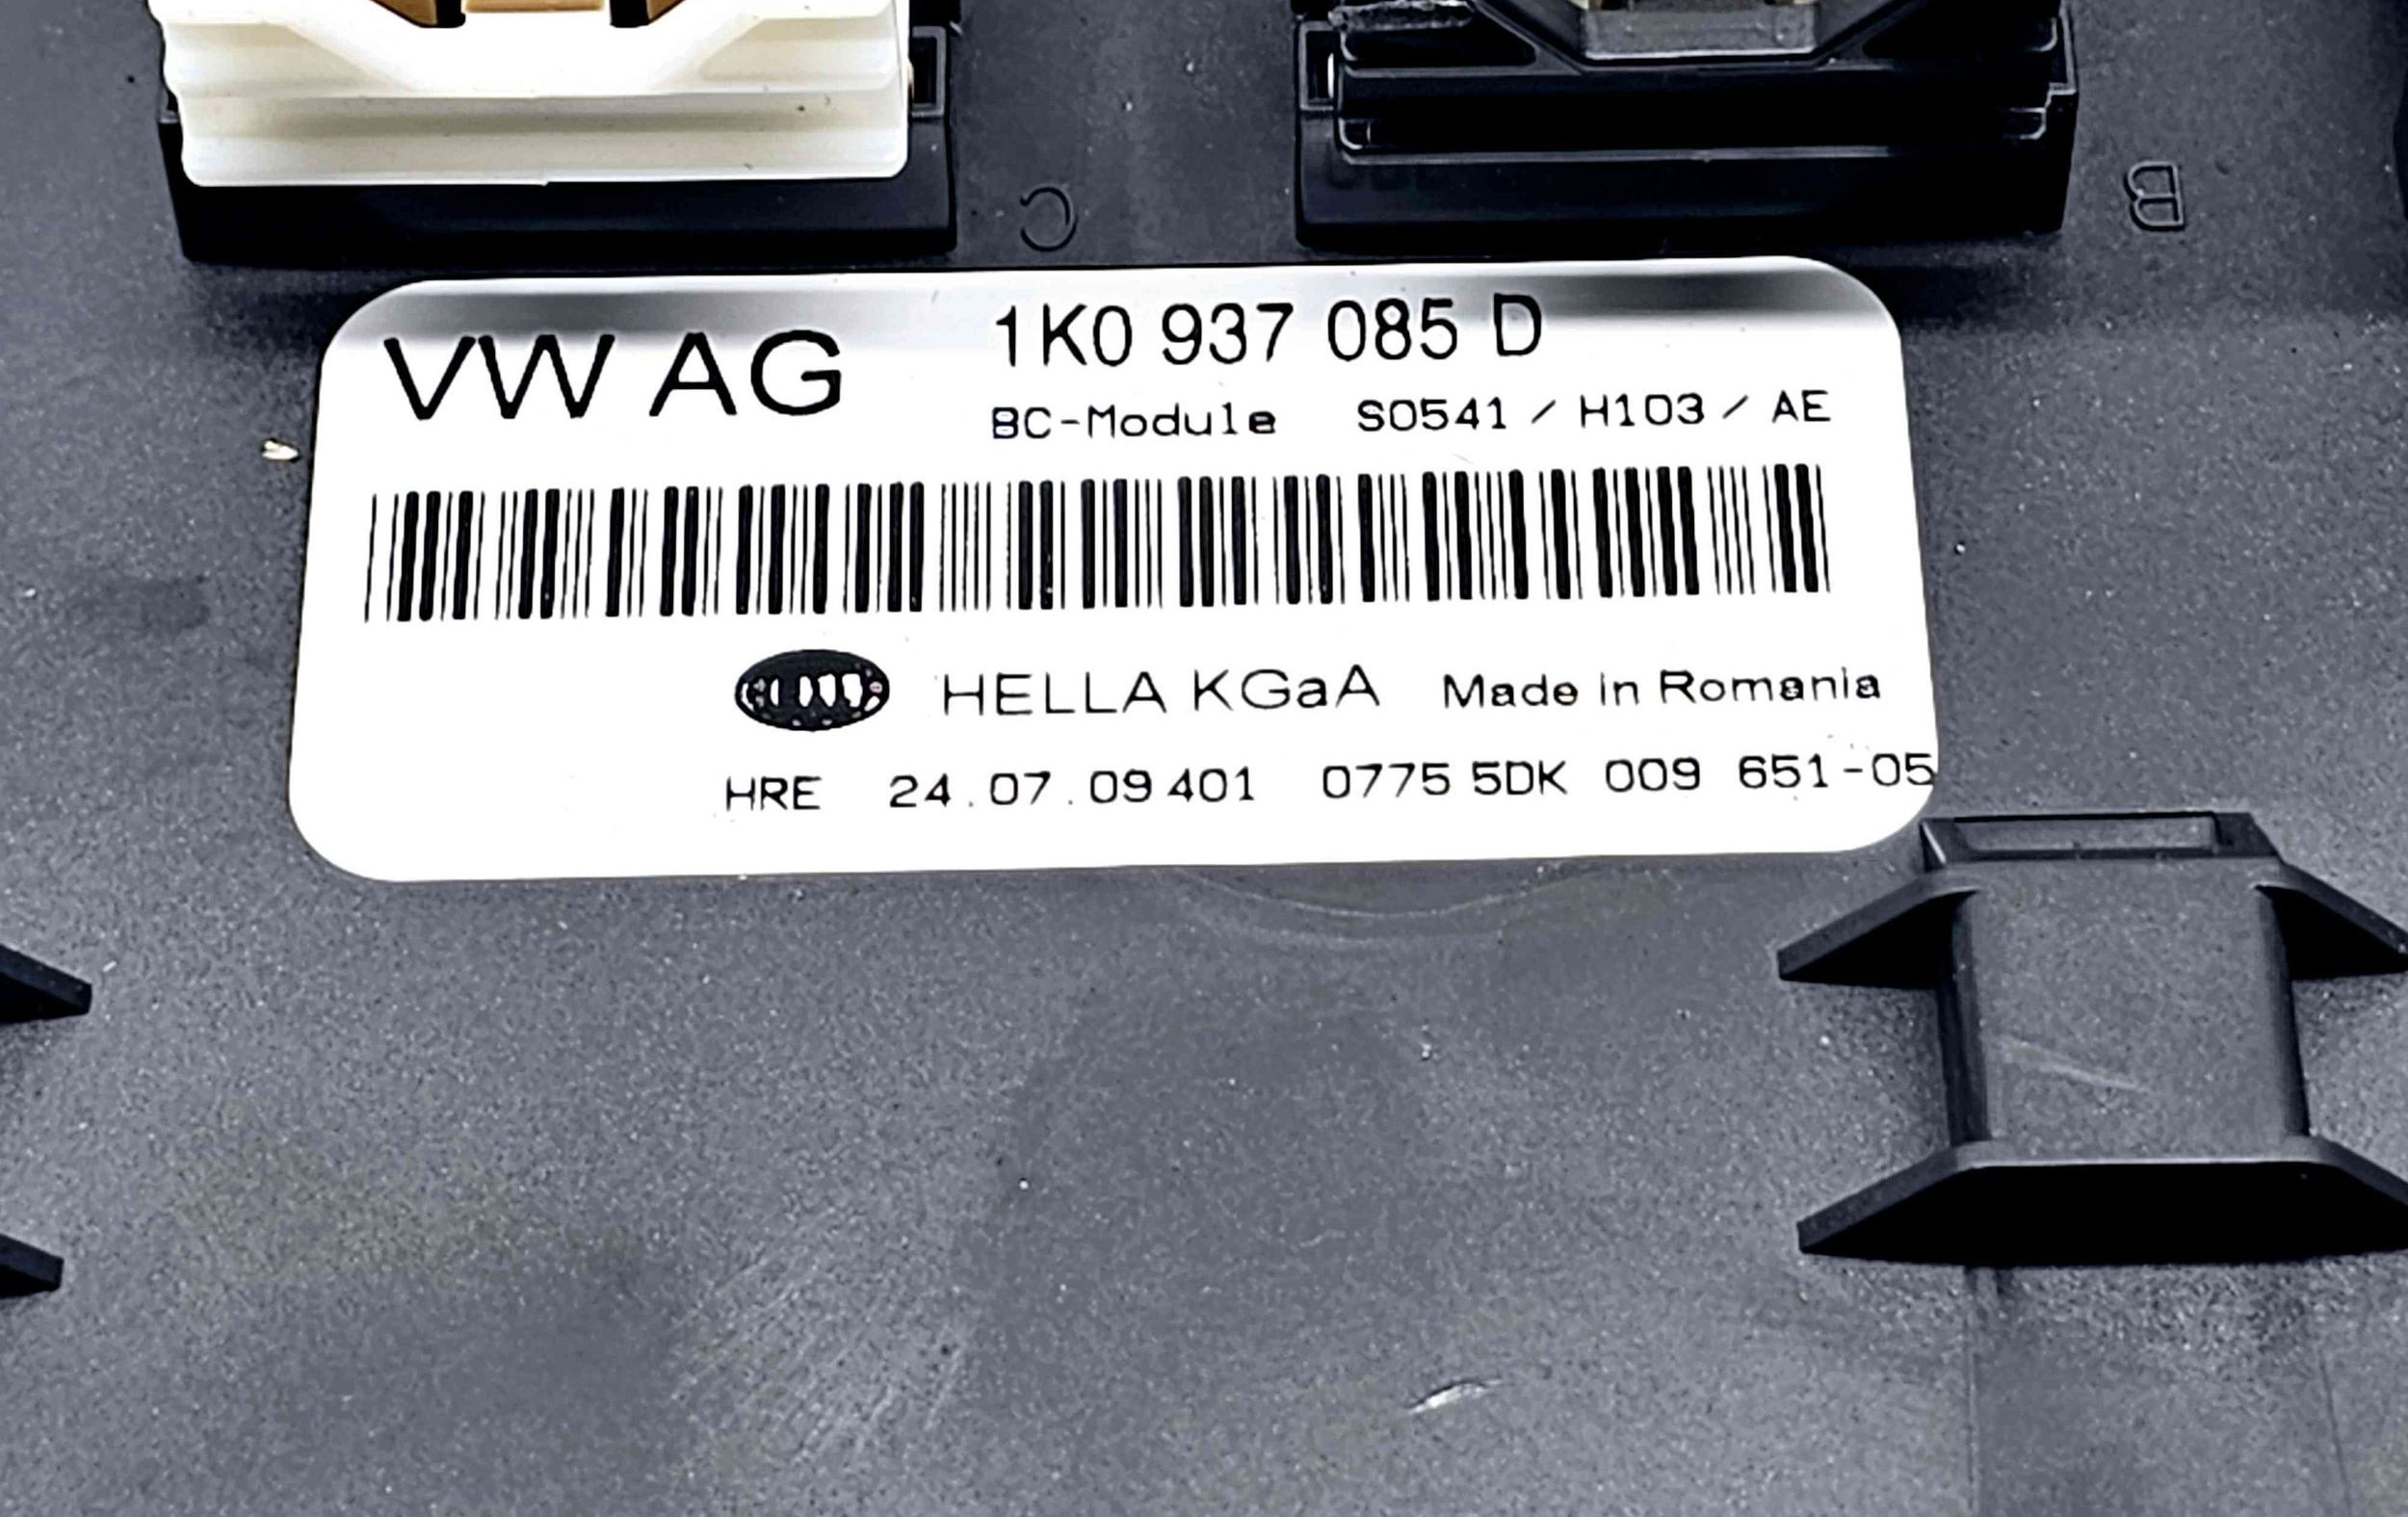 C
B
VW AG
1K0 937 085 D
BC-Module S0541 / H103 / AE
HELLA KGaA Made in Romania
HRE 24.07.09 401 0775 5DK 009 651-05